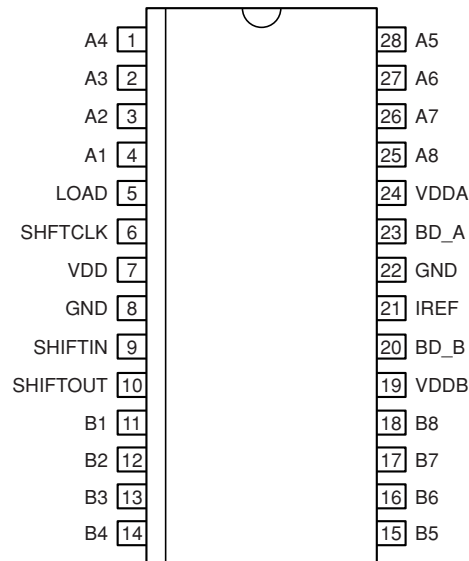 A4 1 28 A5
A3 2 27 A6
A2 3 26 A7
A1 4 25 A8
LOAD 5 24 VDDA
SHFTCLK 6 23 BD_A
VDD 7 22 GND
GND 8 21 IREF
SHIFTIN 9 20 BD_B
SHIFTOUT 10 19 VDDB
B1 11 18 B8
B2 12 17 B7
B3 13 16 B6
B4 14 15 B5